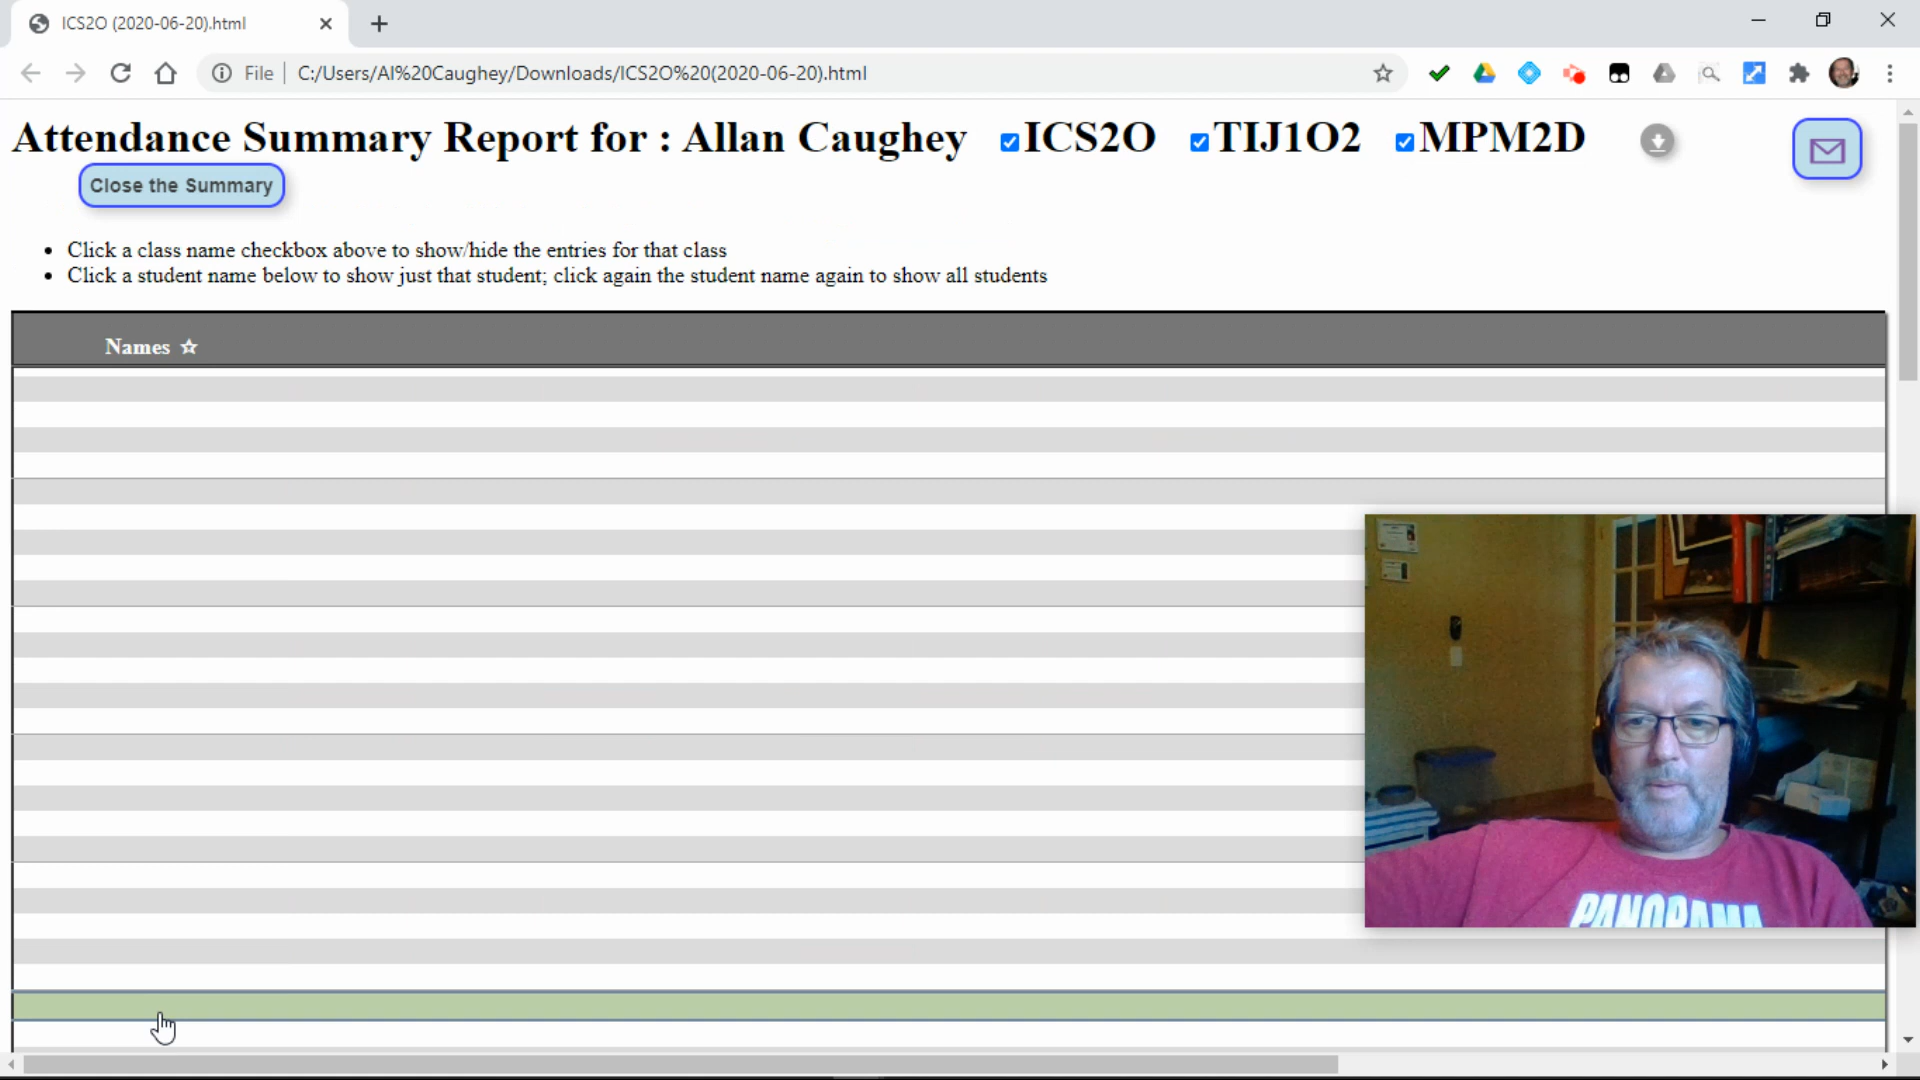 ICS2O (2020-06-20).html
File
C:/Users/Al%20Caughey/Downloads/ICS2O%20(2020-06-20).html
Attendance Summary Report for : Allan Caughey ICS2O TIJ1O2 MPM2D
Close the Summary
Click a class name checkbox above to show/hide the entries for that class
Click a student name below to show just that student; click again the student name again to show all students
Names ☆
PANORAMA